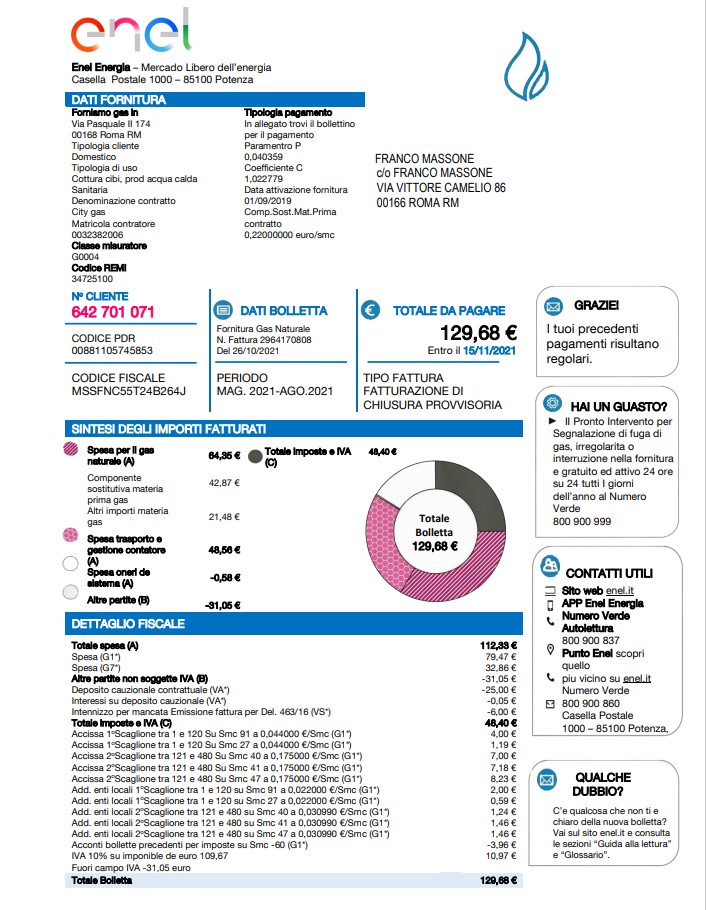 enel
Enel Energia – Mercado Libero dell'energia
Casella Postale 1000 – 85100 Potenza
DATI FORNITURA
Forniamo gas in
Via Pasquale II 174
00168 Roma RM
Tipologia cliente
Domestico
Tipologia di uso
Cottura cibi, prod acqua calda
Sanitaria
Denominazione contratto
City gas
Matricola contratore
0032382006
Classe misuratore
G0004
Codice REMI
34725100
Tipologia pagamento
In allegato trovi il bollettino
per il pagamento
Paramentro P
0,040359
Coefficiente C
1,022779
Data attivazione fornitura
01/09/2019
Comp.Sost.Mat.Prima
contratto
0,22000000 euro/smc
FRANCO MASSONE
c/o FRANCO MASSONE
VIA VITTORE CAMELIO 86
00166 ROMA RM
N° CLIENTE
642 701 071
CODICE PDR
00881105745853
CODICE FISCALE
MSSFNC55T24B264J
DATI BOLLETTA
Fornitura Gas Naturale
N. Fattura 2964170808
Del 26/10/2021
PERIODO
MAG. 2021-AGO.2021
€ TOTALE DA PAGARE
129,68 €
Entro il 15/11/2021
TIPO FATTURA
FATTURAZIONE DI
CHIUSURA PROVVISORIA
GRAZIE!
I tuoi precedenti
pagamenti risultano
regolari.
HAI UN GUASTO?
► Il Pronto Intervento per
Segnalazione di fuga di
gas, irregolarita o
interruzione nella fornitura
e gratuito ed attivo 24 ore
su 24 tutti I giorni
dell'anno al Numero
Verde
800 900 999
CONTATTI UTILI
Sito web enel.it
APP Enel Energia
Numero Verde
Autolettura
800 900 837
Punto Enel scopri
quello
piu vicino su enel.it
Numero Verde
800 900 860
Casella Postale
1000 – 85100 Potenza,
QUALCHE
DUBBIO?
C'e qualcosa che non ti e
chiaro della nuova bolletta?
Vai sul sito enel.it e consulta
le sezioni "Guida alla lettura"
e "Glossario".
SINTESI DEGLI IMPORTI FATTURATI
Spesa per il gas
naturale (A) 64,35 €
Componente
sostitutiva materia 42,87 €
prima gas
Altri importi materia
gas 21,48 €
Spesa trasporto e
gestione contatore 48,56 €
(A)
Spesa oneri de
sistema (A) -0,58 €
Altre partite (B) -31,05 €
Totale Imposte e IVA 48,40 €
(C)
Totale
Bolletta
129,68 €
DETTAGLIO FISCALE
Totale spesa (A) 112,33 €
Spesa (G1*) 79,47 €
Spesa (G7*) 32,86 €
Altre partite non soggette IVA (B) -31,05 €
Deposito cauzionale contrattuale (VA*) -25,00 €
Interessi su deposito cauzionale (VA*) -0,05 €
Intennizzo per mancata Emissione fattura per Del. 463/16 (VS*) -6,00 €
Totale Imposte e IVA (C) 48,40 €
Accissa 1°Scaglione tra 1 e 120 Su Smc 91 a 0,044000 €/Smc (G1*) 4,00 €
Accissa 1°Scaglione tra 1 e 120 Su Smc 27 a 0,044000 €/Smc (G1*) 1,19 €
Accissa 2°Scaglione tra 121 e 480 Su Smc 40 a 0,175000 €/Smc (G1*) 7,00 €
Accissa 2°Scaglione tra 121 e 480 Su Smc 41 a 0,175000 €/Smc (G1*) 7,18 €
Accissa 2°Scaglione tra 121 e 480 Su Smc 47 a 0,175000 €/Smc (G1*) 8,23 €
Add. enti locali 1°Scaglione tra 1 e 120 su Smc 91 a 0,022000 €/Smc (G1*) 2,00 €
Add. enti locali 1°Scaglione tra 1 e 120 su Smc 27 a 0,022000 €/Smc (G1*) 0,59 €
Add. enti locali 2°Scaglione tra 121 e 480 su Smc 40 a 0,030990 €/Smc (G1*) 1,24 €
Add. enti locali 2°Scaglione tra 121 e 480 su Smc 41 a 0,030990 €/Smc (G1*) 1,46 €
Add. enti locali 2°Scaglione tra 121 e 480 su Smc 47 a 0,030990 €/Smc (G1*) 1,46 €
Acconti bollette precedenti per imposte su Smc -60 (G1*) -3,96 €
IVA 10% su imponible de euro 109,67 10,97 €
Fuori campo IVA -31,05 euro
Totale Bolletta 129,68 €